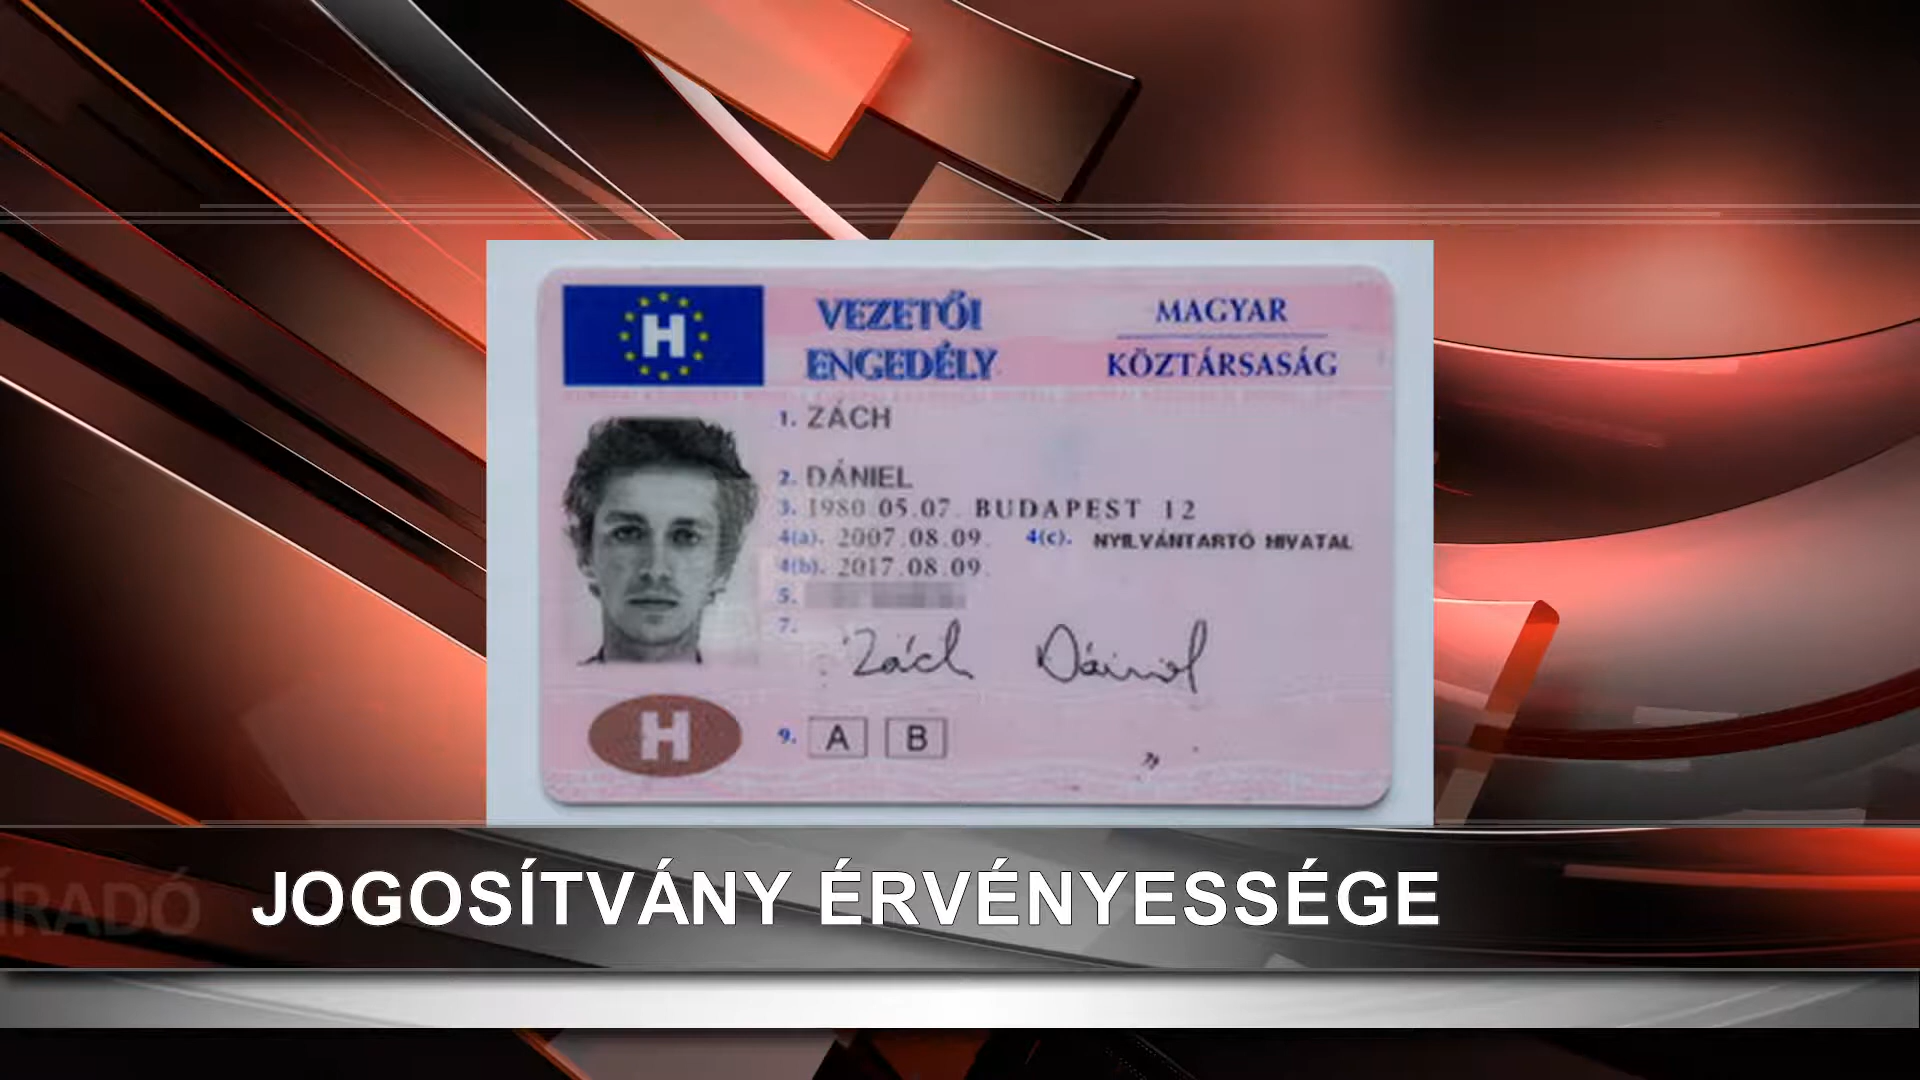 H
VEZETŐI
ENGEDÉLY
MAGYAR
KÖZTÁRSASÁG
1. ZÁCH
2. DÁNIEL
3. 1980.05.07. BUDAPEST 12
4(a). 2007.08.09. 4(c). NYILVÁNTARTÓ HIVATAL
4(b). 2017.08.09.
5.
7. Zách Dániel
H
9. A B
ÍRADÓ
JOGOSÍTVÁNY ÉRVÉNYESSÉGE